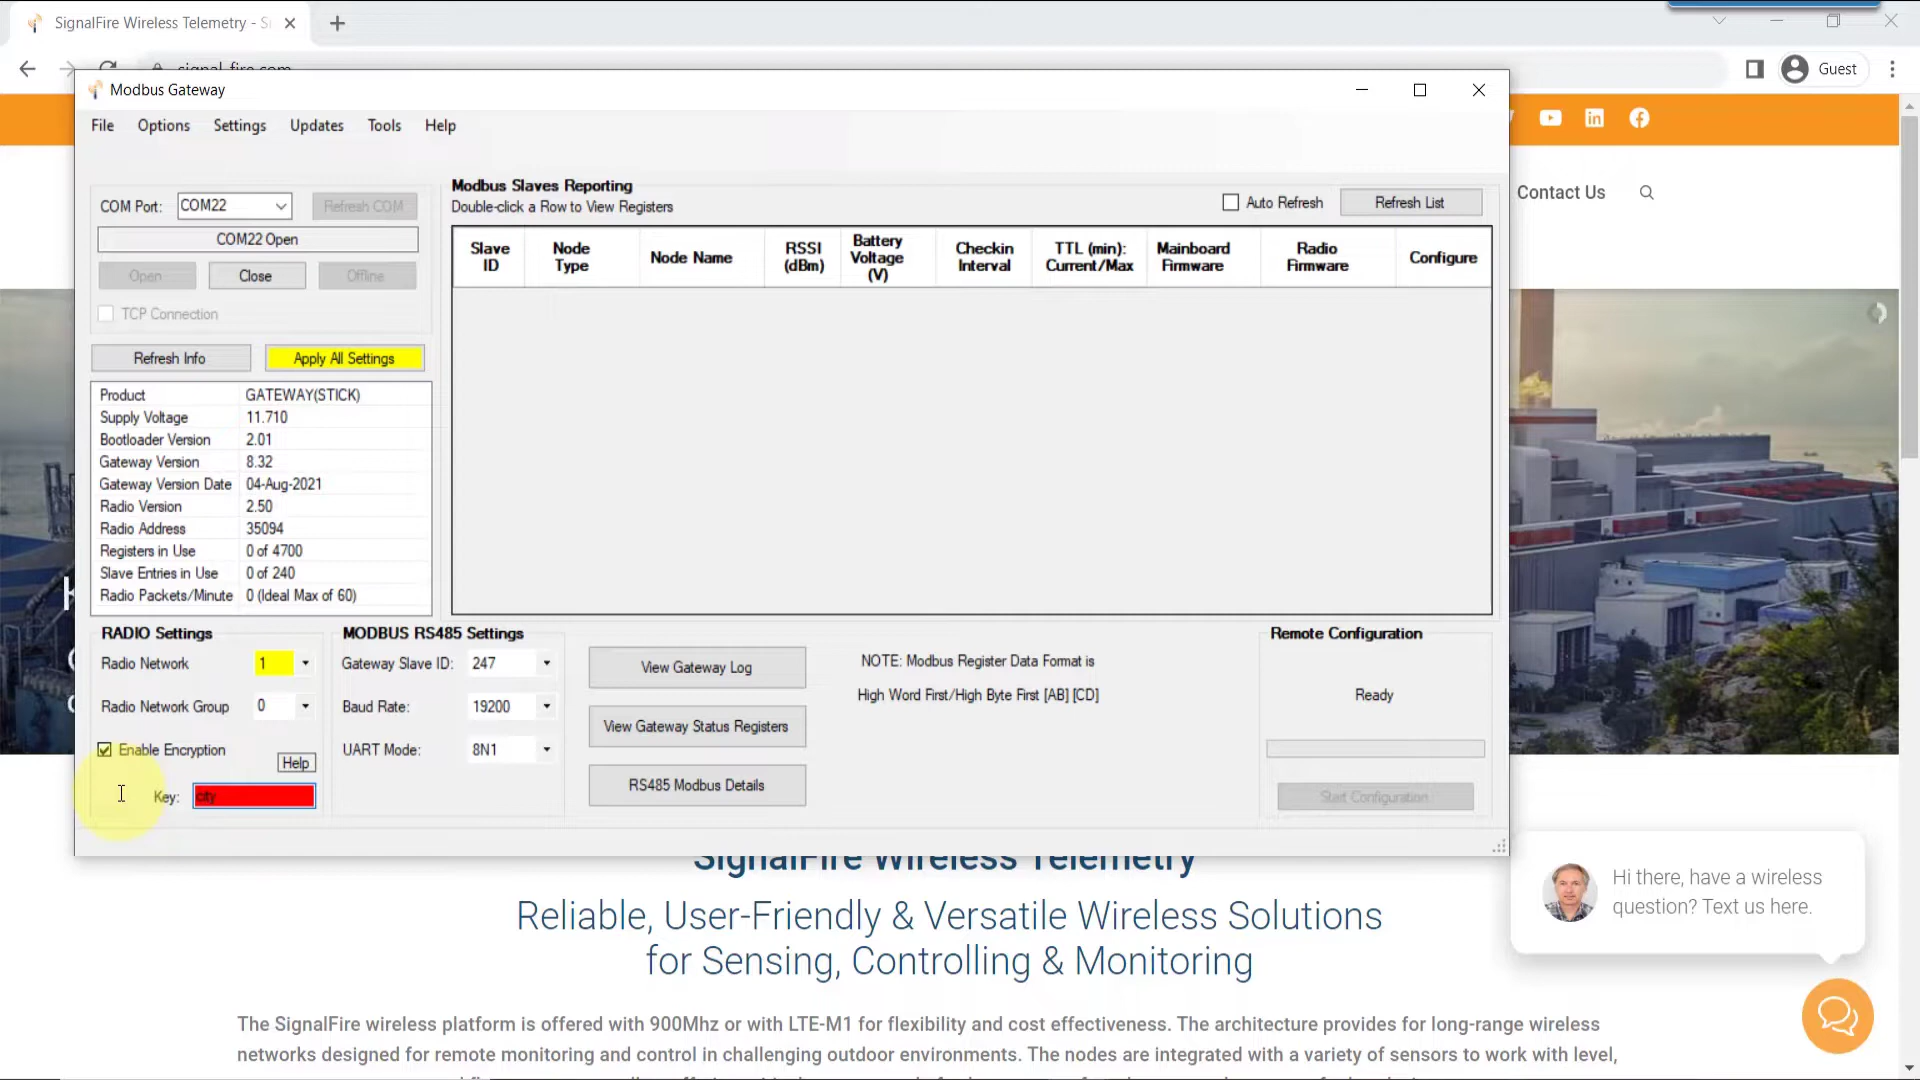 SignalFire Wireless Telemetry - S
signal-fire.com
Guest
Modbus Gateway
File Options Settings Updates Tools Help
Contact Us
COM Port: COM22 Refresh COM
COM22 Open
Open Close Offline
TCP Connection
Refresh Info Apply All Settings
Modbus Slaves Reporting
Double-click a Row to View Registers
Auto Refresh Refresh List
Slave ID Node Type Node Name RSSI (dBm) Battery Voltage (V) Checkin Interval TTL (min): Current/Max Mainboard Firmware Radio Firmware Configure
Product GATEWAY(STICK)
Supply Voltage 11.710
Bootloader Version 2.01
Gateway Version 8.32
Gateway Version Date 04-Aug-2021
Radio Version 2.50
Radio Address 35094
Registers in Use 0 of 4700
Slave Entries in Use 0 of 240
Radio Packets/Minute 0 (Ideal Max of 60)
RADIO Settings
Radio Network 1
Radio Network Group 0
Enable Encryption
Help
Key: city
MODBUS RS485 Settings
Gateway Slave ID: 247
Baud Rate: 19200
UART Mode: 8N1
View Gateway Log
View Gateway Status Registers
RS485 Modbus Details
NOTE: Modbus Register Data Format is
High Word First/High Byte First [AB] [CD]
Remote Configuration
Ready
Start Configuration
SignalFire Wireless Telemetry
Reliable, User-Friendly & Versatile Wireless Solutions
for Sensing, Controlling & Monitoring
The SignalFire wireless platform is offered with 900Mhz or with LTE-M1 for flexibility and cost effectiveness. The architecture provides for long-range wireless
networks designed for remote monitoring and control in challenging outdoor environments. The nodes are integrated with a variety of sensors to work with level,
Hi there, have a wireless
question? Text us here.